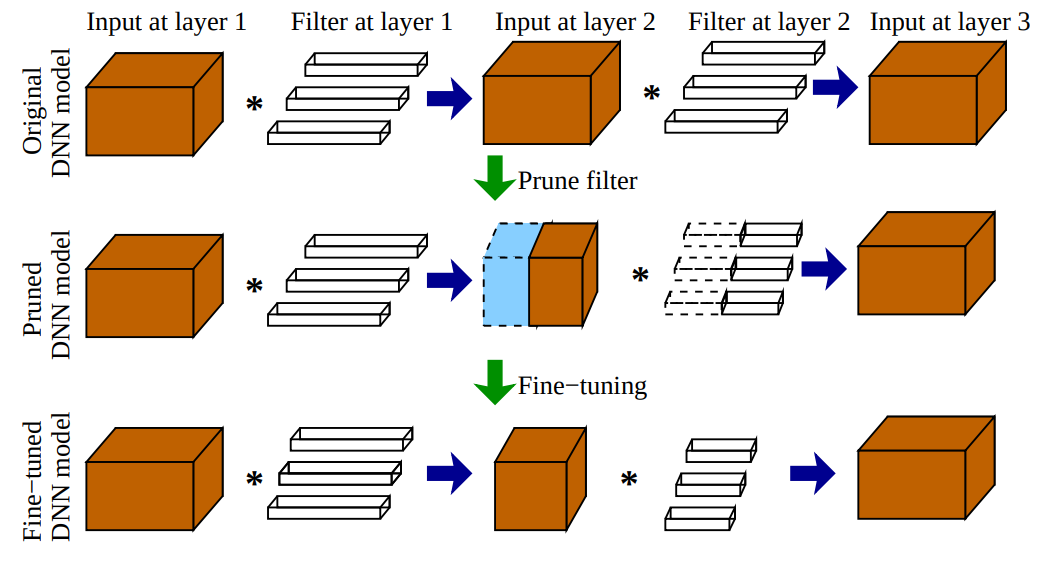 Input at layer 1
Filter at layer 1
Input at layer 2
Filter at layer 2
Input at layer 3
Original
DNN model
*
*
Prune filter
Pruned
DNN model
*
*
Fine−tuning
Fine−tuned
DNN model
*
*